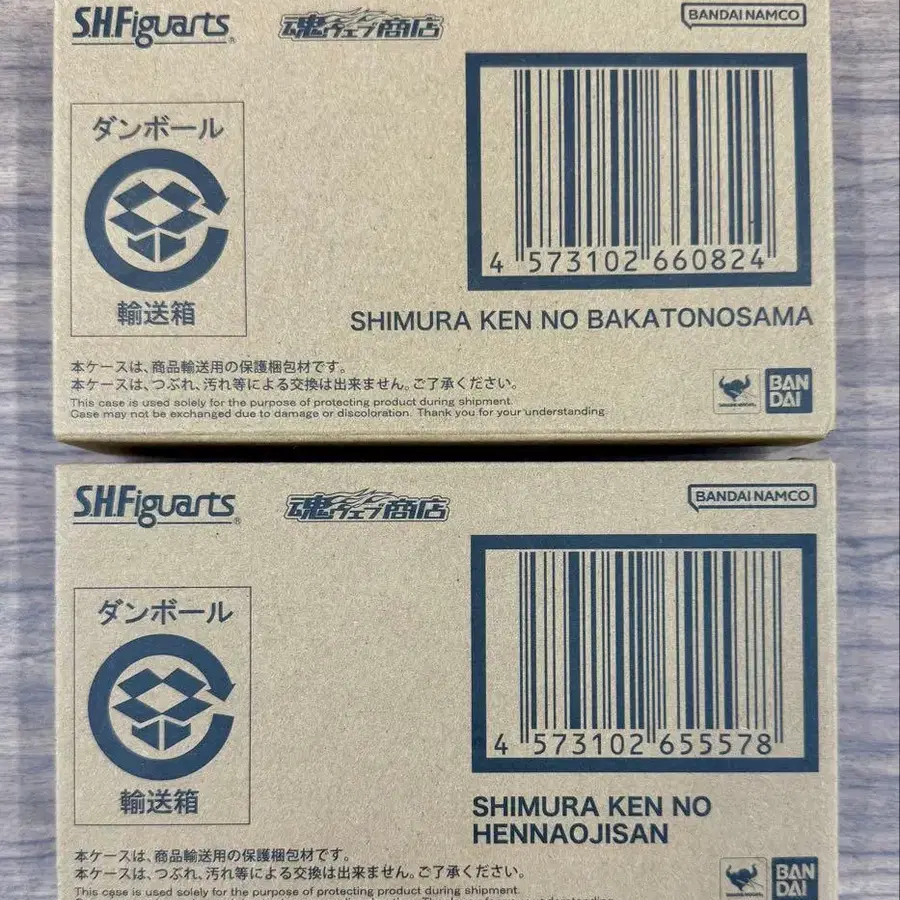 S.H.Figuarts®
魂ウェブ商店
BANDAI NAMCO
ダンボール
輸送箱
4 573102 660824
SHIMURA KEN NO BAKATONOSAMA
本ケースは、商品輸送用の保護梱包材です。
本ケースは、つぶれ、汚れ等による交換は出来ません。ご了承ください。
This case is used solely for the purpose of protecting product during shipment.
Case may not be exchanged due to damage or discoloration. Thank you for your understanding
BAN
DAI
S.H.Figuarts®
魂ウェブ商店
BANDAI NAMCO
ダンボール
輸送箱
4 573102 655578
SHIMURA KEN NO
HENNAOJISAN
本ケースは、商品輸送用の保護梱包材です。
本ケースは、つぶれ、汚れ等による交換は出来ません。ご了承ください。
This case is used solely for the purpose of protecting product during shipment.
BAN
DAI